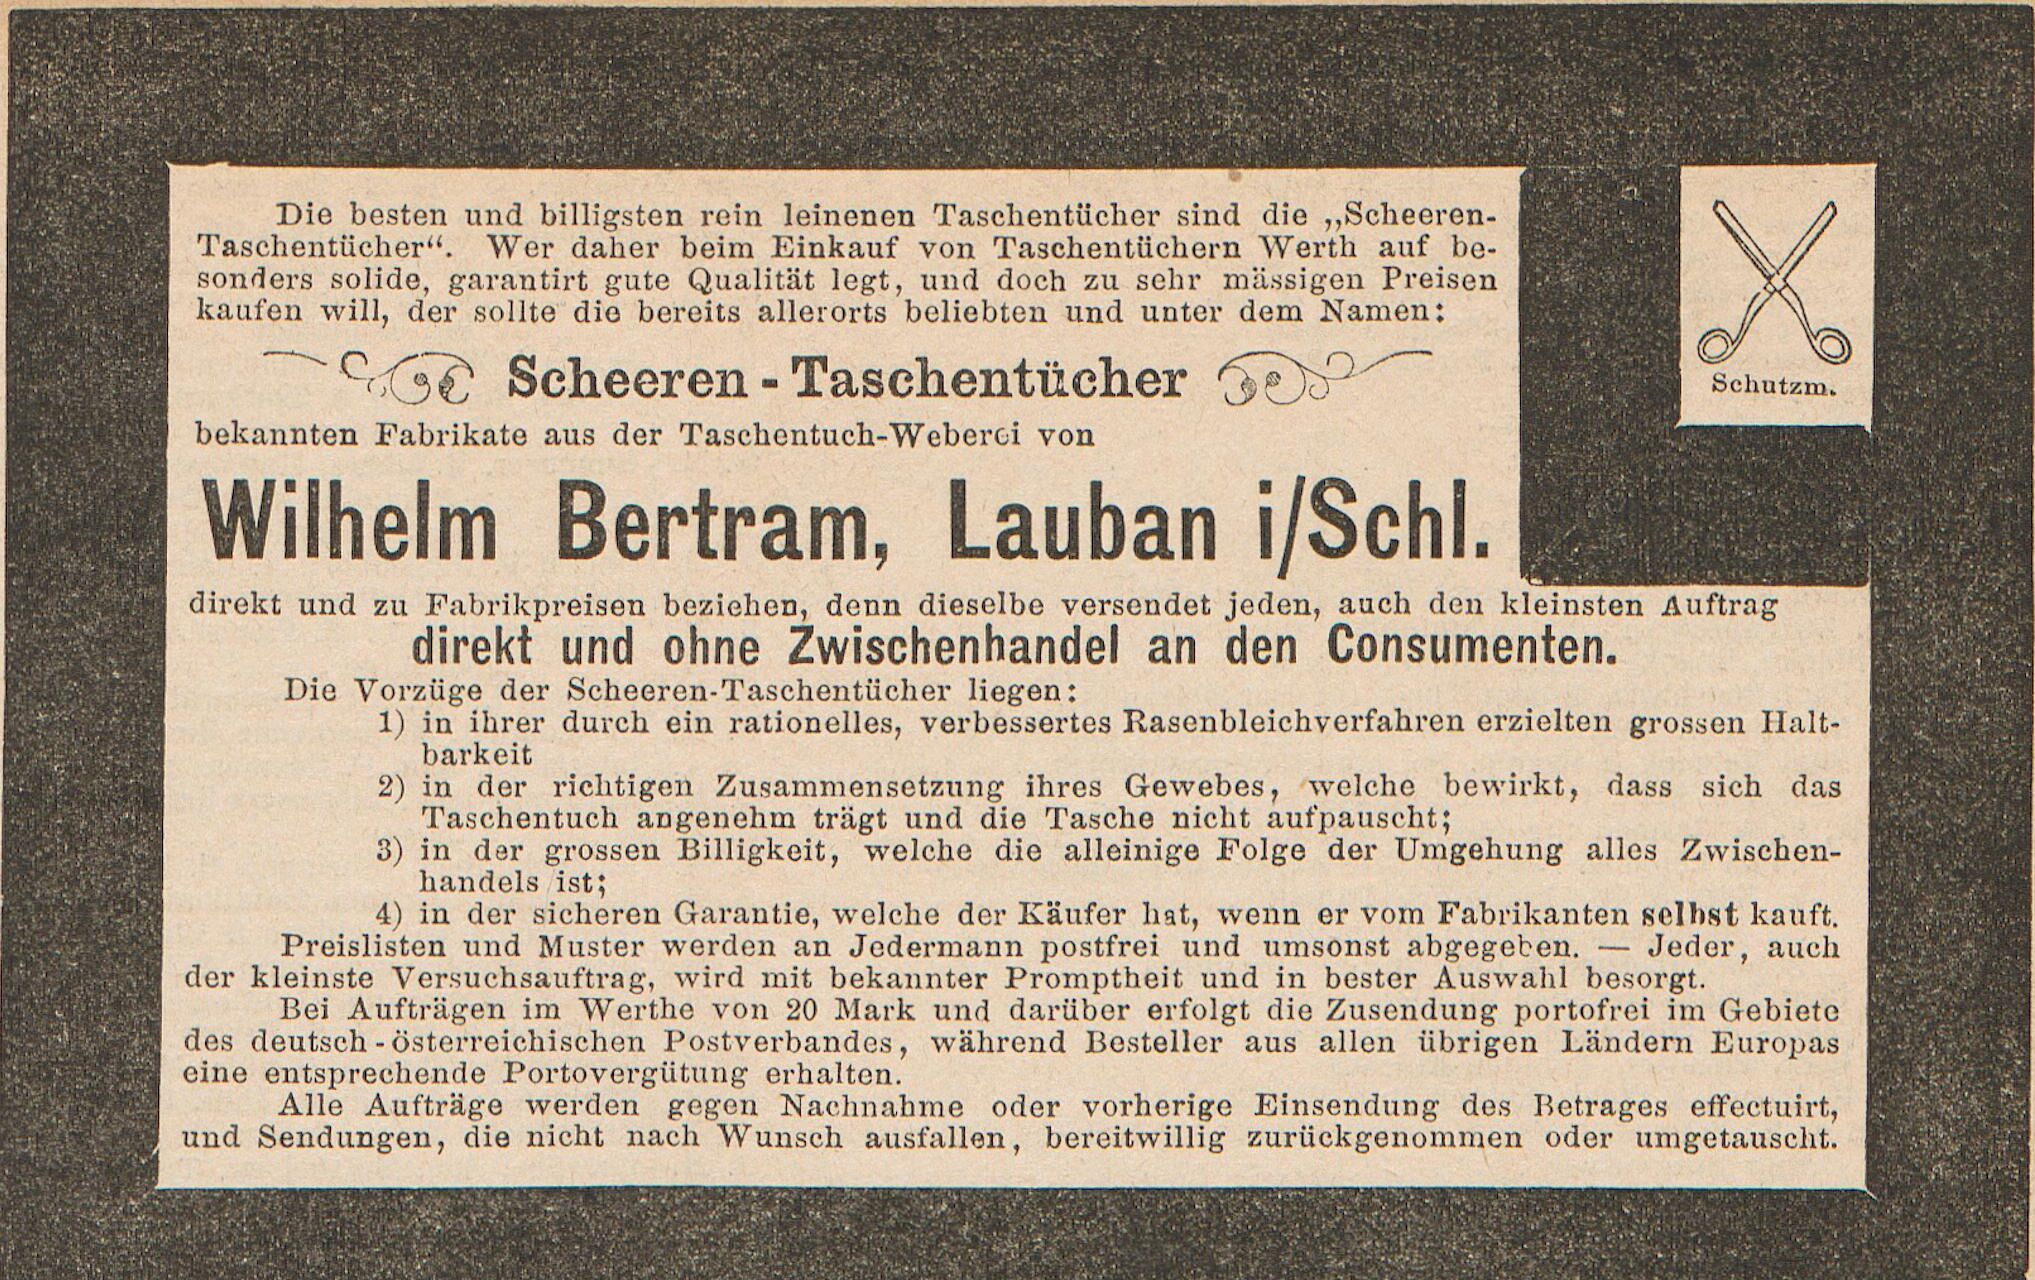 Die besten und billigsten rein leinenen Taschentücher sind die „Scheeren-
Taschentücher“. Wer daher beim Einkauf von Taschentüchern Werth auf be-
sonders solide, garantirt gute Qualität legt, und doch zu sehr mässigen Preisen
kaufen will, der sollte die bereits allerorts beliebten und unter dem Namen:
Scheeren-Taschentücher
Schutzm.
bekannten Fabrikate aus der Taschentuch-Weberei von
Wilhelm Bertram, Lauban i/Schl.
direkt und zu Fabrikpreisen beziehen, denn dieselbe versendet jeden, auch den kleinsten Auftrag
direkt und ohne Zwischenhandel an den Consumenten.
Die Vorzüge der Scheeren-Taschentücher liegen:
1) in ihrer durch ein rationelles, verbessertes Rasenbleichverfahren erzielten grossen Halt-
barkeit
2) in der richtigen Zusammensetzung ihres Gewebes, welche bewirkt, dass sich das
Taschentuch angenehm trägt und die Tasche nicht aufpauscht;
3) in der grossen Billigkeit, welche die alleinige Folge der Umgehung alles Zwischen-
handels ist;
4) in der sicheren Garantie, welche der Käufer hat, wenn er vom Fabrikanten selbst kauft.
Preislisten und Muster werden an Jedermann postfrei und umsonst abgegeben. — Jeder, auch
der kleinste Versuchsauftrag, wird mit bekannter Promptheit und in bester Auswahl besorgt.
Bei Aufträgen im Werthe von 20 Mark und darüber erfolgt die Zusendung portofrei im Gebiete
des deutsch-österreichischen Postverbandes, während Besteller aus allen übrigen Ländern Europas
eine entsprechende Portovergütung erhalten.
Alle Aufträge werden gegen Nachnahme oder vorherige Einsendung des Betrages effectuirt,
und Sendungen, die nicht nach Wunsch ausfallen, bereitwillig zurückgenommen oder umgetauscht.